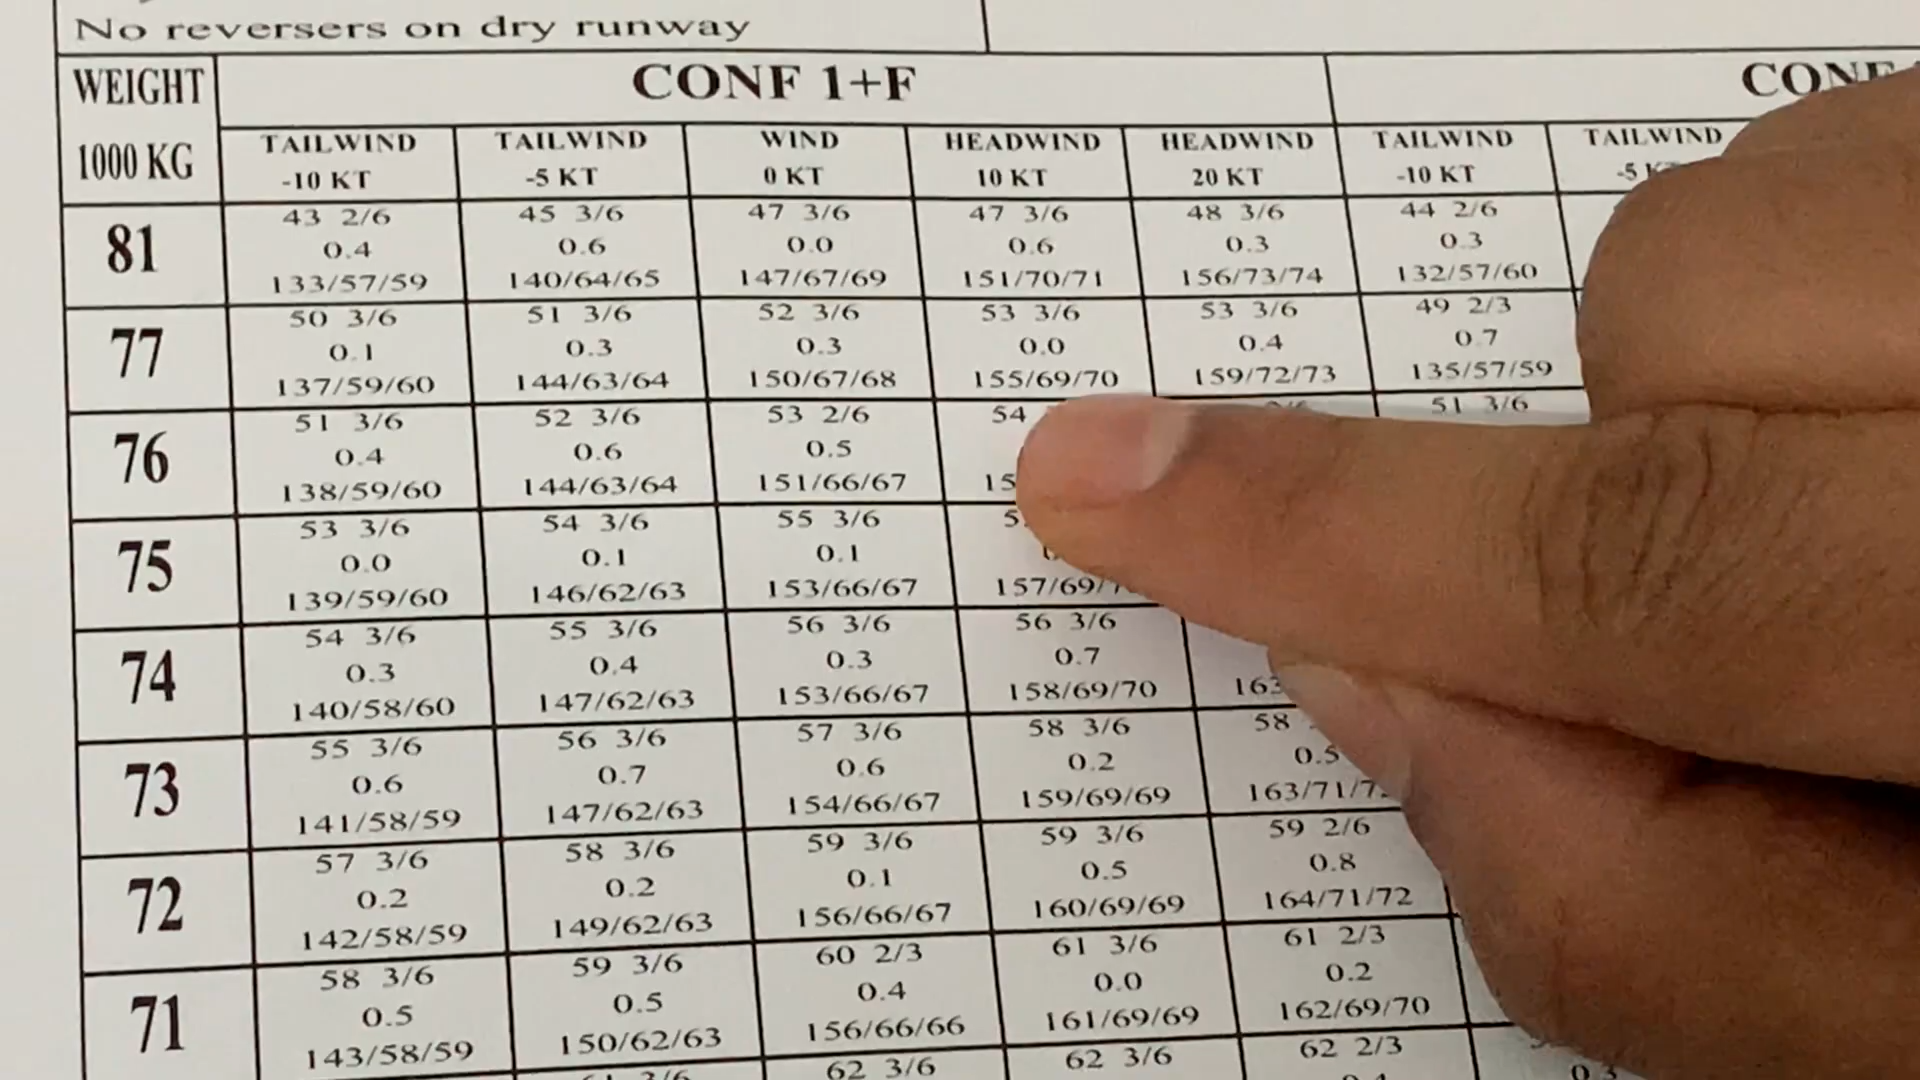 No reversers on dry runway
WEIGHT
1000 KG
CONF 1+F
TAILWIND -10 KT
TAILWIND -5 KT
WIND 0 KT
HEADWIND 10 KT
HEADWIND 20 KT
TAILWIND -10 KT
TAILWIND -5
81
43 2/6 45 3/6 47 3/6 47 3/6 48 3/6 44 2/6
0.4 0.6 0.0 0.6 0.3 0.3
133/57/59 140/64/65 147/67/69 151/70/71 156/73/74 132/57/60
77
50 3/6 51 3/6 52 3/6 53 3/6 53 3/6 49 2/3
0.1 0.3 0.3 0.0 0.4 0.7
137/59/60 144/63/64 150/67/68 155/69/70 159/72/73 135/57/59
76
51 3/6 52 3/6 53 2/6 54 51 3/6
0.4 0.6 0.5
138/59/60 144/63/64 151/66/67
75
53 3/6 54 3/6 55 3/6
0.0 0.1 0.1
139/59/60 146/62/63 153/66/67 157/69/
74
54 3/6 55 3/6 56 3/6 56 3/6
0.3 0.4 0.3 0.7
140/58/60 147/62/63 153/66/67 158/69/70 163
73
55 3/6 56 3/6 57 3/6 58 3/6 58
0.6 0.7 0.6 0.2 0.5
141/58/59 147/62/63 154/66/67 159/69/69 163/71/7
72
57 3/6 58 3/6 59 3/6 59 3/6 59 2/6
0.2 0.2 0.1 0.5 0.8
142/58/59 149/62/63 156/66/67 160/69/69 164/71/72
71
58 3/6 59 3/6 60 2/3 61 3/6 61 2/3
0.5 0.5 0.4 0.0 0.2
143/58/59 150/62/63 156/66/66 161/69/69 162/69/70
62 3/6 62 3/6 62 2/3